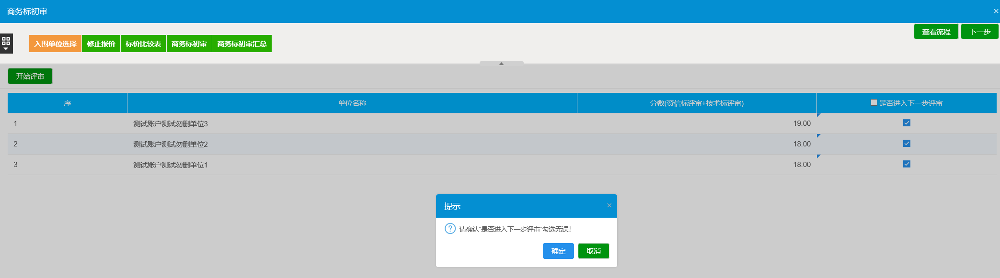 商务标初审
×
查看流程 下一步
入围单位选择 修正报价 标价比较表 商务标初审 商务标初审汇总
开始评审
序 单位名称 分数(资信标评审+技术标评审) 是否进入下一步评审
1 测试账户测试勿删单位3 19.00
2 测试账户测试勿删单位2 18.00
3 测试账户测试勿删单位1 18.00
提示 ×
? 请确认“是否进入下一步评审”勾选无误!
确定 取消